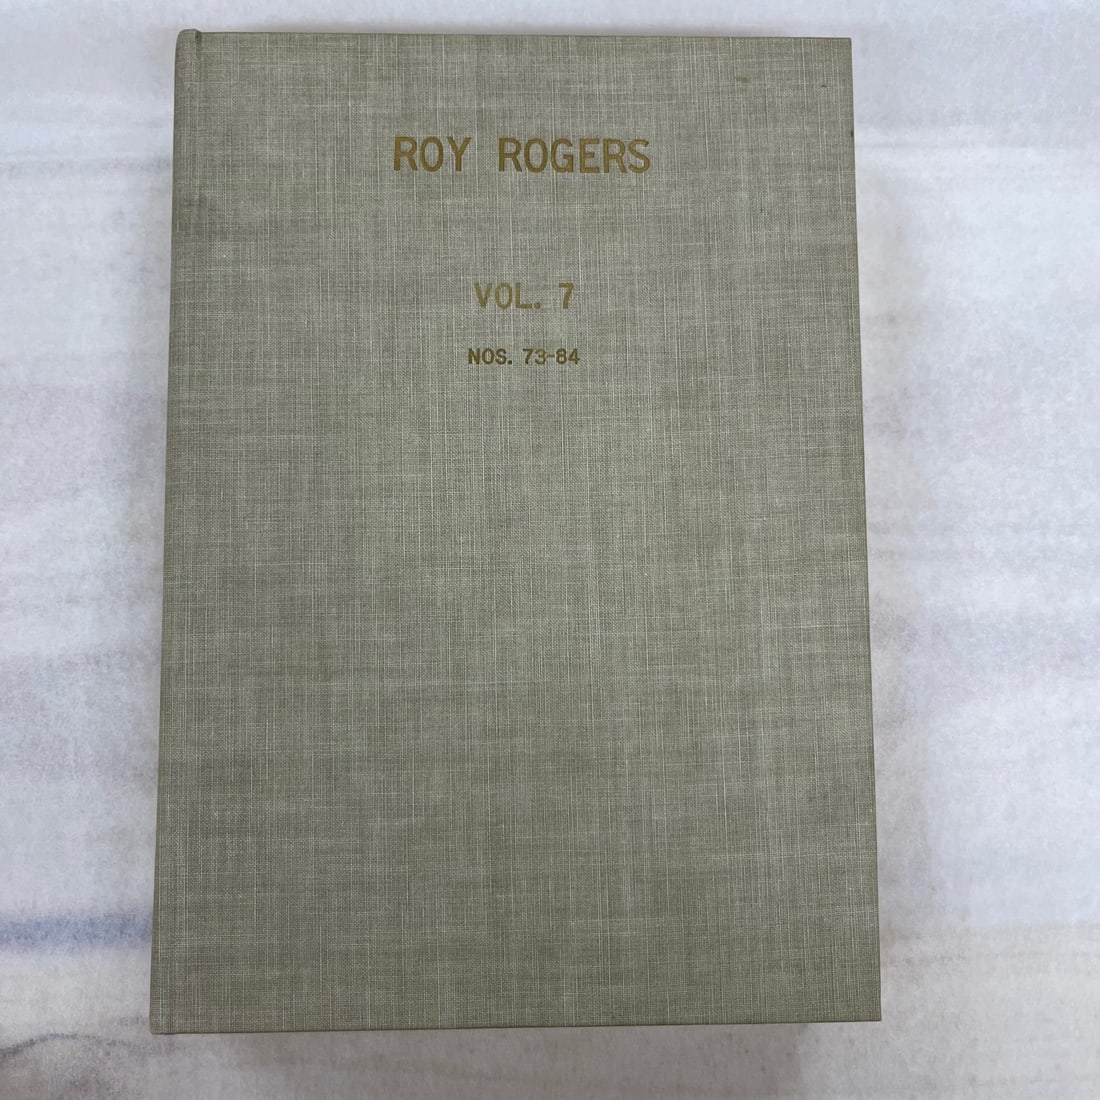 ROY ROGERS
VOL. 7
NOS. 73-84